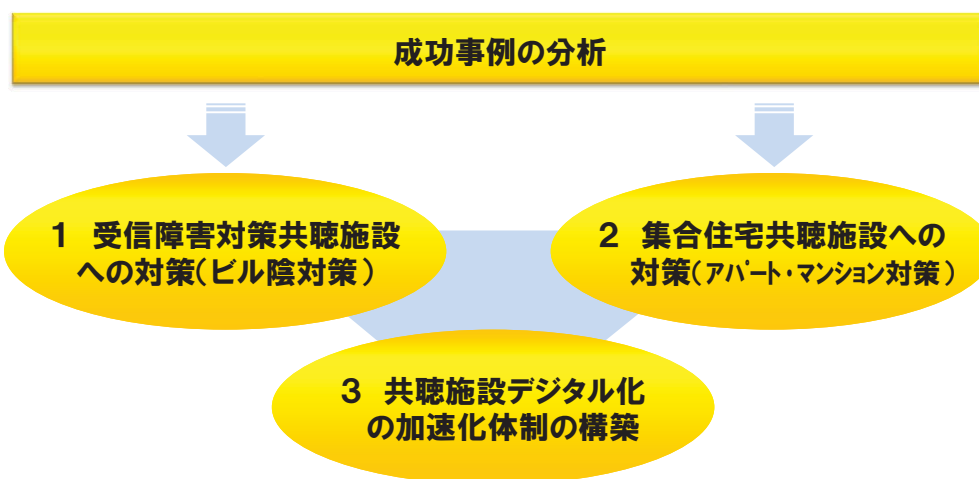 成功事例の分析
1 受信障害対策共聴施設
への対策(ビル陰対策)
2 集合住宅共聴施設への
対策(アパート・マンション対策)
3 共聴施設デジタル化
の加速化体制の構築